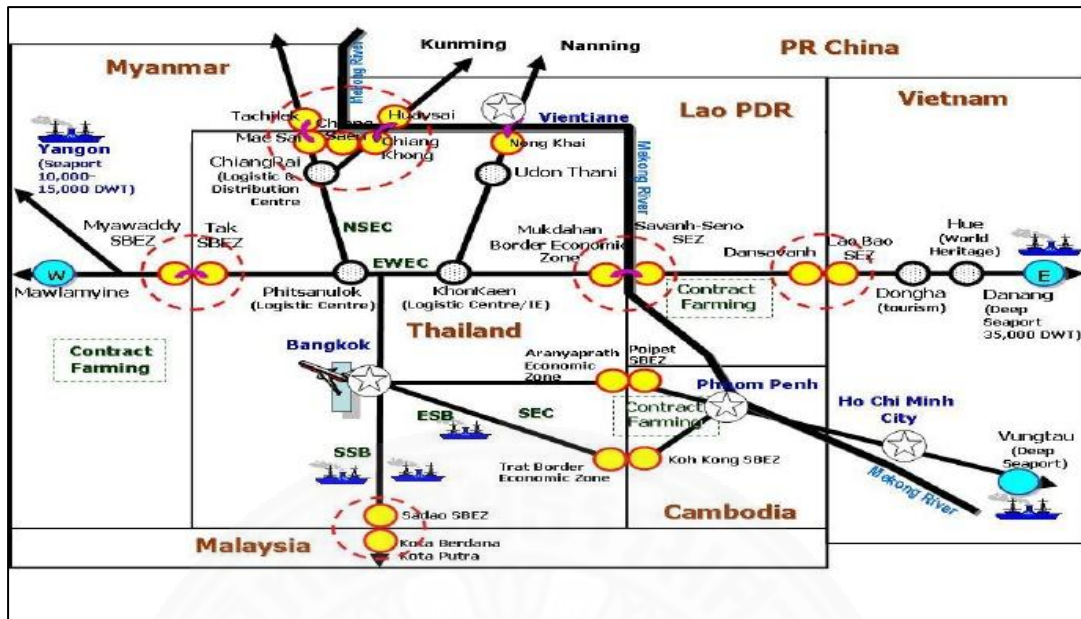 Kunming
Nanning
PR China
Myanmar
Mekong River
Lao PDR
Vietnam
Tachilek
Hudysai
Chiang
Saen
Vientiane
Mae Sai
Chiang
Khong
Nong Khai
Yangon
(Seaport
10,000-
15,000 DWT)
ChiangRai
(Logistic &
Distribution
Centre
Udon Thani
Mekong River
Myawaddy
SBEZ
Tak
SBEZ
NSEC
Mukdahan
Border Economic
Zone
Savanh-Seno
SEZ
Dansavanh
Lao Bao
SEZ
Hue
(World
Heritage)
EWEC
W
E
Mawlamyine
Phitsanulok
(Logistic Centre)
KhonKaen
(Logistic Centre/IE)
Contract
Farming
Dongha
(tourism)
Danang
(Deep
Seaport
35,000 DWT)
Thailand
Contract
Farming
Bangkok
Aranyaprath
Economic
Zone
Poipet
SBEZ
Phnom Penh
Ho Chi Minh
City
ESB
SEC
Contract
Farming
SSB
Trat Border
Economic Zone
Koh Kong SBEZ
Vungtau
(Deep
Seaport)
Mekong River
Sadao SBEZ
Cambodia
Malaysia
Kota Berdana
Kota Putra